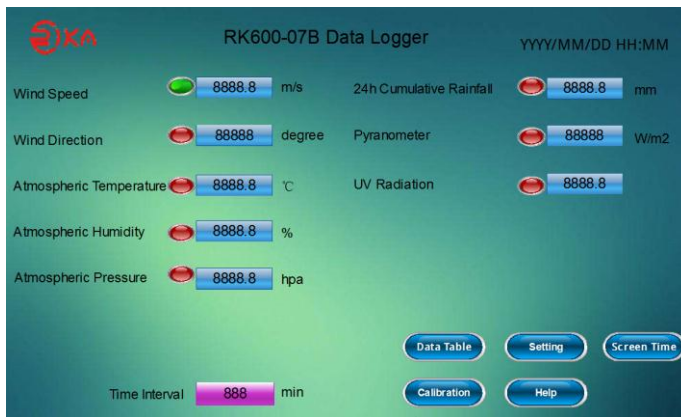 RKA
RK600-07B Data Logger
YYYY/MM/DD HH:MM
Wind Speed 8888.8 m/s
24h Cumulative Rainfall 8888.8 mm
Wind Direction 88888 degree
Pyranometer 88888 W/m2
Atmospheric Temperature 8888.8 ℃
UV Radiation 8888.8
Atmospheric Humidity 8888.8 %
Atmospheric Pressure 8888.8 hpa
Data Table
Setting
Screen Time
Time Interval 888 min
Calibration
Help